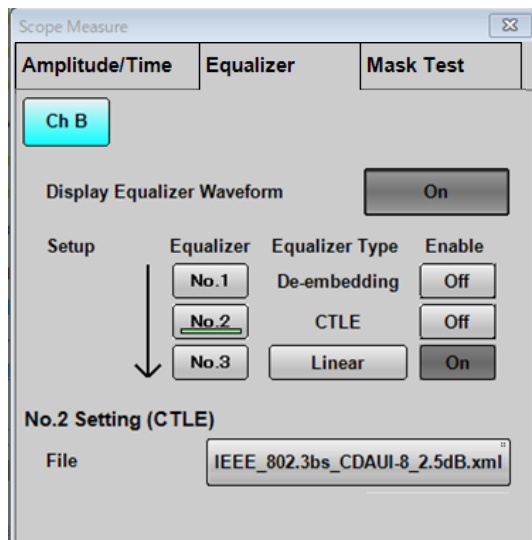 Scope Measure
Amplitude/Time Equalizer Mask Test
Ch B
Display Equalizer Waveform On
Setup Equalizer Equalizer Type Enable
No.1 De-embedding Off
No.2 CTLE Off
No.3 Linear On
No.2 Setting (CTLE)
File IEEE_802.3bs_CDAUI-8_2.5dB.xml